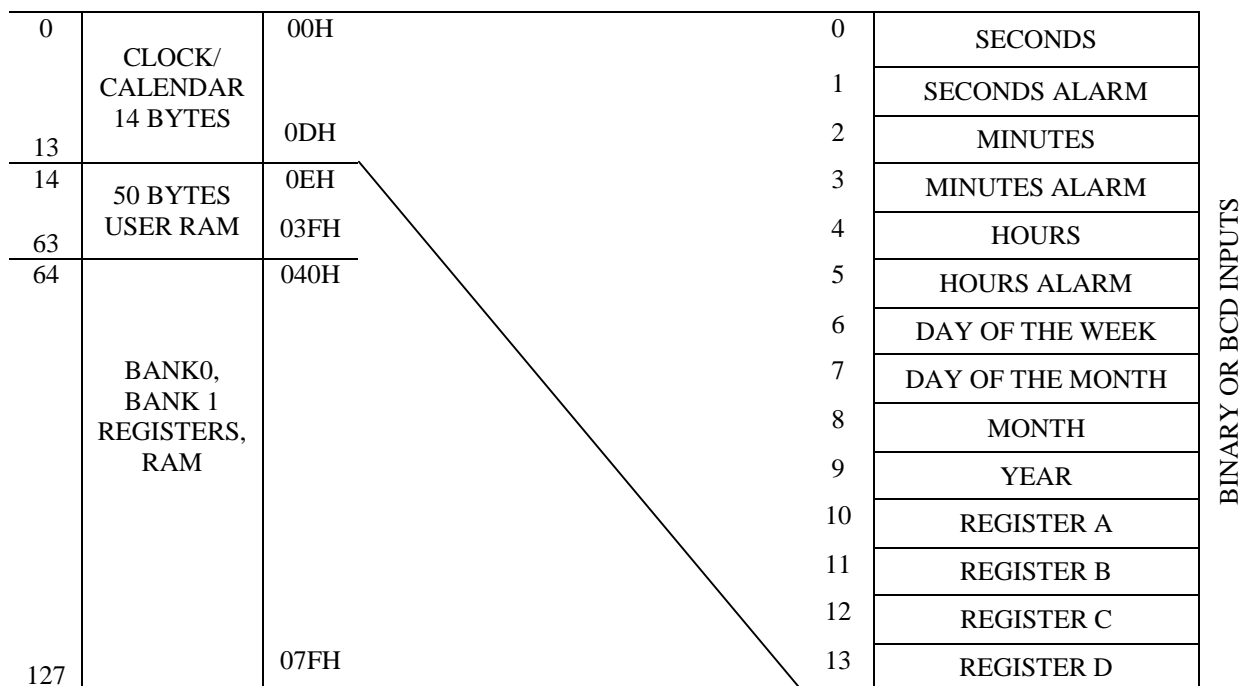 0
CLOCK/
CALENDAR
14 BYTES
00H
13
0DH
14
50 BYTES
USER RAM
0EH
63
03FH
64
040H
BANK0,
BANK 1
REGISTERS,
RAM
127
07FH
0 SECONDS
1 SECONDS ALARM
2 MINUTES
3 MINUTES ALARM
4 HOURS
5 HOURS ALARM
6 DAY OF THE WEEK
7 DAY OF THE MONTH
8 MONTH
9 YEAR
10 REGISTER A
11 REGISTER B
12 REGISTER C
13 REGISTER D
BINARY OR BCD INPUTS